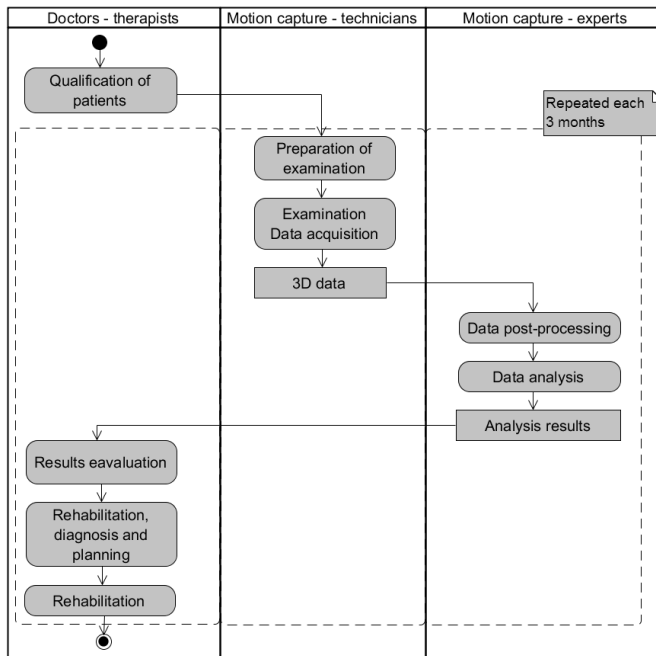 Doctors - therapists
Motion capture - technicians
Motion capture - experts
Qualification of
patients
Repeated each
3 months
Preparation of
examination
Examination
Data acquisition
3D data
Data post-processing
Data analysis
Analysis results
Results eavaluation
Rehabilitation,
diagnosis and
planning
Rehabilitation